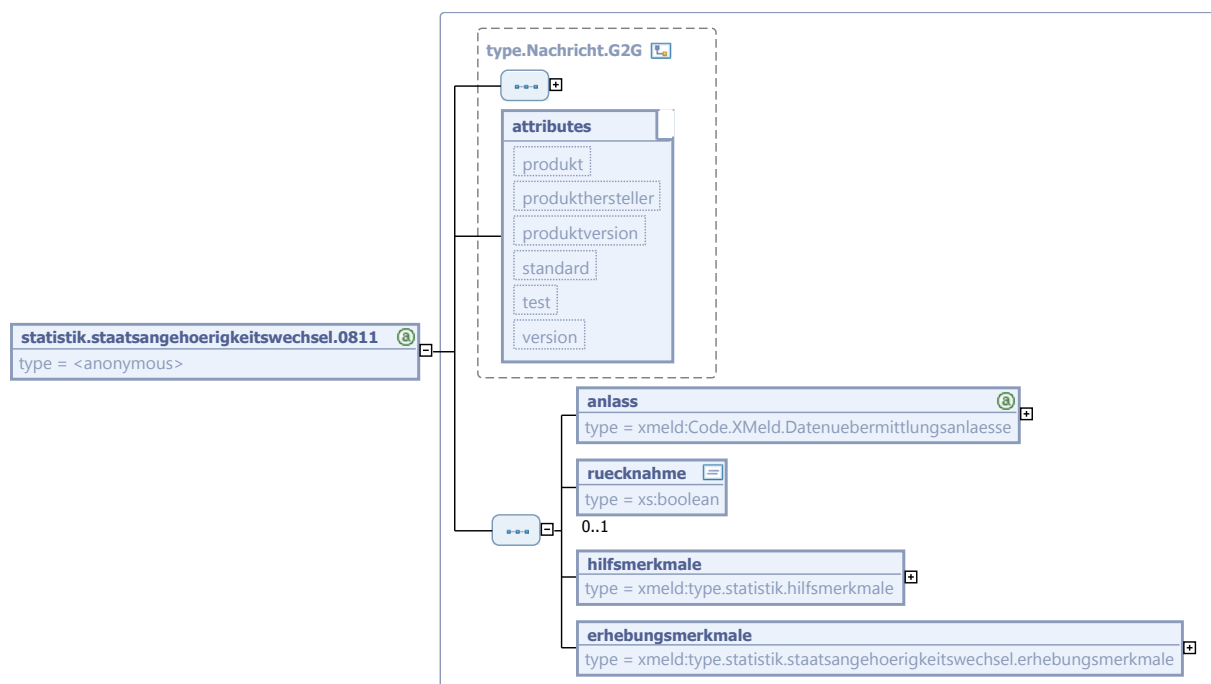 type.Nachricht.G2G
attributes
produkt
produkthersteller
produktversion
standard
test
version
statistik.staatsangehoerigkeitswechsel.0811
type = <anonymous>
anlass
type = xmeld:Code.XMeld.Datenuebermittlungsanlaesse
ruecknahme
type = xs:boolean
0..1
hilfsmerkmale
type = xmeld:type.statistik.hilfsmerkmale
erhebungsmerkmale
type = xmeld:type.statistik.staatsangehoerigkeitswechsel.erhebungsmerkmale